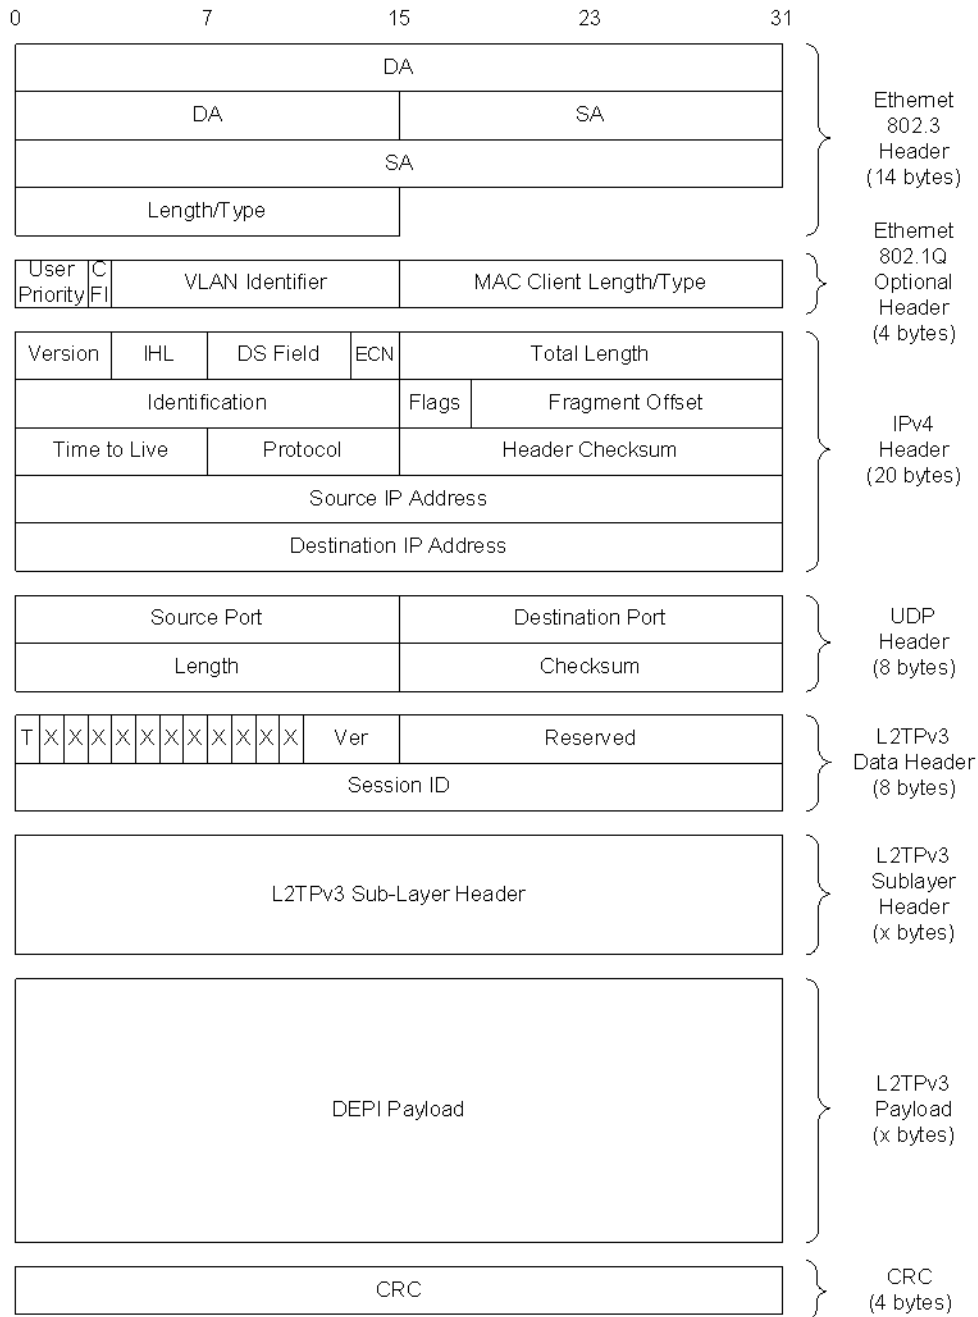 0 7 15 23 31
DA
DA SA
SA
Length/Type
Ethernet
802.3
Header
(14 bytes)
User
Priority
C
FI
VLAN Identifier MAC Client Length/Type
Ethernet
802.1Q
Optional
Header
(4 bytes)
Version IHL DS Field ECN Total Length
Identification Flags Fragment Offset
Time to Live Protocol Header Checksum
Source IP Address
Destination IP Address
IPv4
Header
(20 bytes)
Source Port Destination Port
Length Checksum
UDP
Header
(8 bytes)
T X X X X X X X X X X X Ver Reserved
Session ID
L2TPv3
Data Header
(8 bytes)
L2TPv3 Sub-Layer Header
L2TPv3
Sublayer
Header
(x bytes)
DEPI Payload
L2TPv3
Payload
(x bytes)
CRC
CRC
(4 bytes)